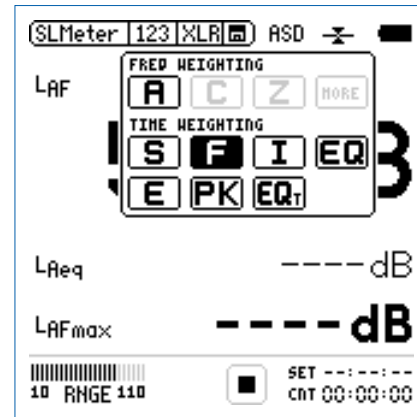 SLMeter 123 XLR ASD
FREQ WEIGHTING
LAF A C Z MORE
TIME WEIGHTING
S F I EQ
E PK EQT
LAeq ----dB
LAFmax ----dB
SET --:--:--
10 RNGE 110 CNT 00:00:00